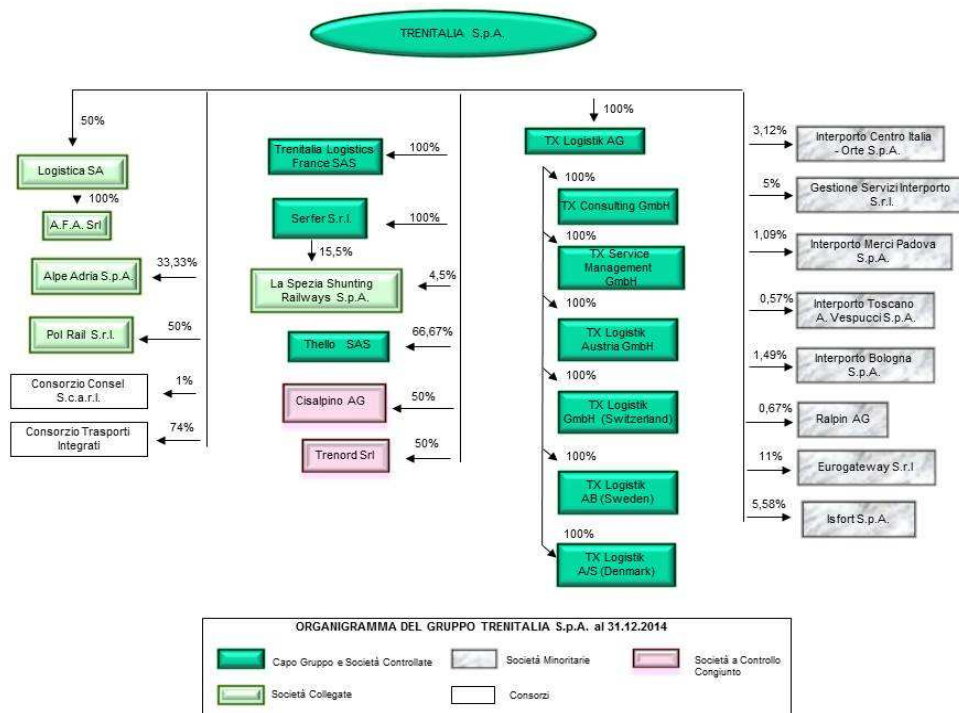 TRENITALIA S.p.A.
50%
Logistica SA
100%
A.F.A. Srl
33,33%
Alpe Adria S.p.A.
50%
Pol Rail S.r.l.
1%
Consorzio Consel
S.c.a.r.l.
74%
Consorzio Trasporti
Integrati
100%
Trenitalia Logistics
France SAS
100%
Serfer S.r.l.
15,5%
4,5%
La Spezia Shunting
Railways S.p.A.
66,67%
Thello SAS
50%
Cisalpino AG
50%
Trenord Srl
100%
TX Logistik AG
100%
TX Consulting GmbH
100%
TX Service
Management
GmbH
100%
TX Logistik
Austria GmbH
100%
TX Logistik
GmbH (Switzerland)
100%
TX Logistik
AB (Sweden)
100%
TX Logistik
A/S (Denmark)
3,12%
Interporto Centro Italia
- Orte S.p.A.
5%
Gestione Servizi Interporto
S.r.l.
1,09%
Interporto Merci Padova
S.p.A.
0,57%
Interporto Toscano
A. Vespucci S.p.A.
1,49%
Interporto Bologna
S.p.A.
0,67%
Ralpin AG
11%
Eurogateway S.r.l
5,58%
Isfort S.p.A.
ORGANIGRAMMA DEL GRUPPO TRENITALIA S.p.A. al 31.12.2014
Capo Gruppo e Società Controllate
Società Minoritarie
Società a Controllo
Congiunto
Società Collegate
Consorzi